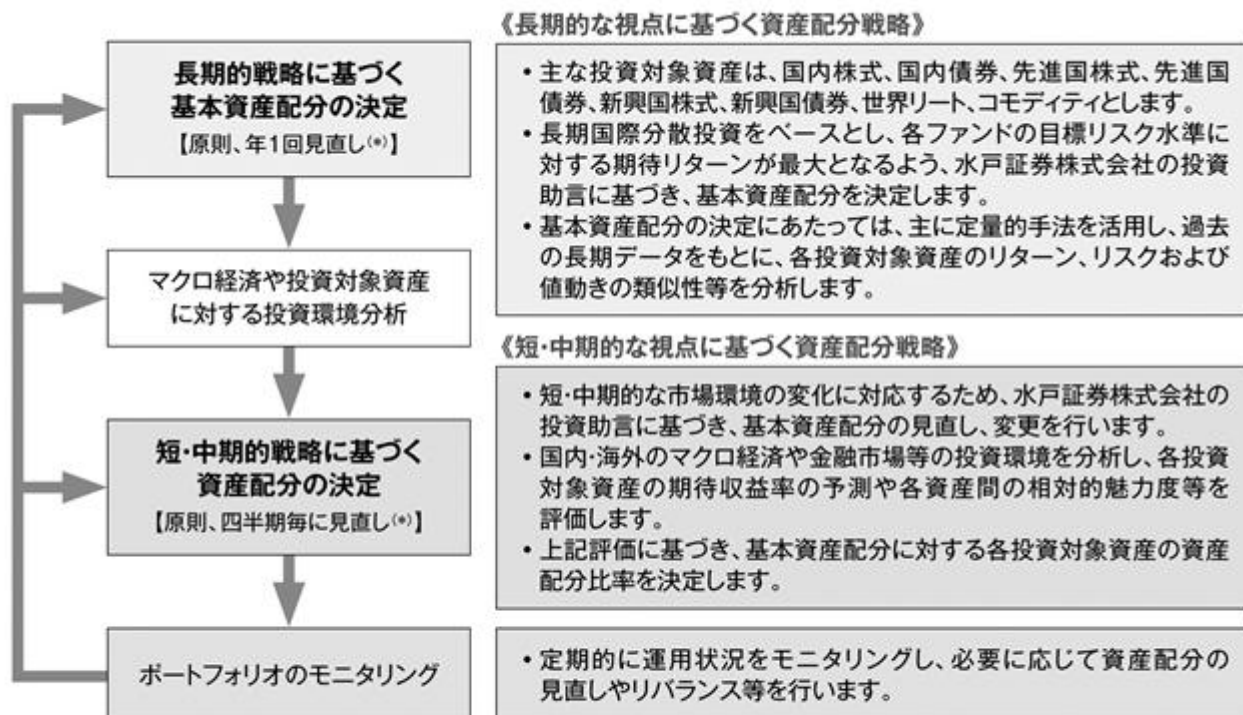 長期的戦略に基づく
基本資産配分の決定
【原則、年1回見直し(*)】
マクロ経済や投資対象資産
に対する投資環境分析
短・中期的戦略に基づく
資産配分の決定
【原則、四半期毎に見直し(*)】
ポートフォリオのモニタリング
《長期的な視点に基づく資産配分戦略》
• 主な投資対象資産は、国内株式、国内債券、先進国株式、先進国
債券、新興国株式、新興国債券、世界リート、コモディティとします。
• 長期国際分散投資をベースとし、各ファンドの目標リスク水準に
対する期待リターンが最大となるよう、水戸証券株式会社の投資
助言に基づき、基本資産配分を決定します。
• 基本資産配分の決定にあたっては、主に定量的手法を活用し、過去
の長期データをもとに、各投資対象資産のリターン、リスクおよび
値動きの類似性等を分析します。
《短・中期的な視点に基づく資産配分戦略》
• 短・中期的な市場環境の変化に対応するため、水戸証券株式会社の
投資助言に基づき、基本資産配分の見直し、変更を行います。
• 国内・海外のマクロ経済や金融市場等の投資環境を分析し、各投資
対象資産の期待収益率の予測や各資産間の相対的魅力度等を
評価します。
• 上記評価に基づき、基本資産配分に対する各投資対象資産の資産
配分比率を決定します。
• 定期的に運用状況をモニタリングし、必要に応じて資産配分の
見直しやリバランス等を行います。